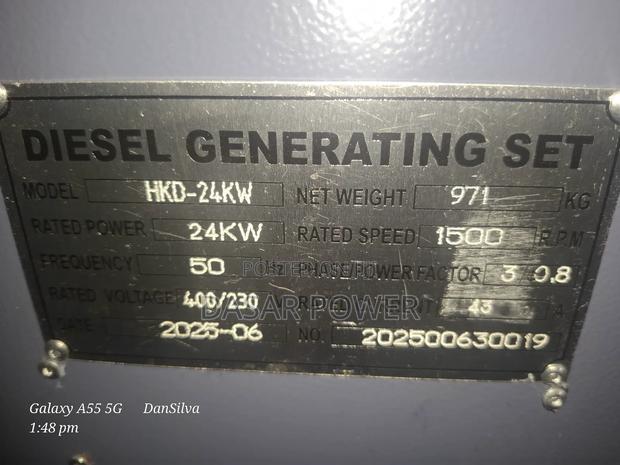 DIESEL GENERATING SET
MODEL HKD-24KW NET WEIGHT 971 KG
RATED POWER 24KW RATED SPEED 1500 R.P.M
FREQUENCY 50 Hz PHASE/POWER FACTOR 3 0.8
RATED VOLTAGE 400/230 43 A
DASAR POWER
DATE 2025-06 NO. 202500630019
Galaxy A55 5G DanSilva
1:48 pm